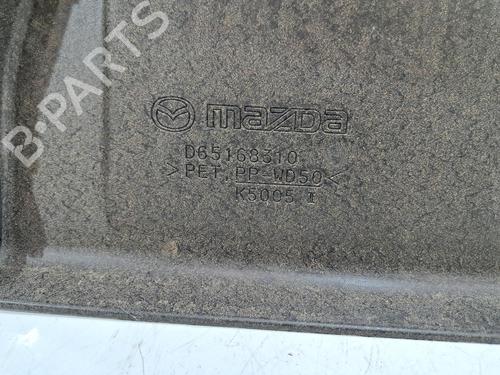 B-PARTS
mazda
D65168310
>PET,PP-WD50<
K5005 I